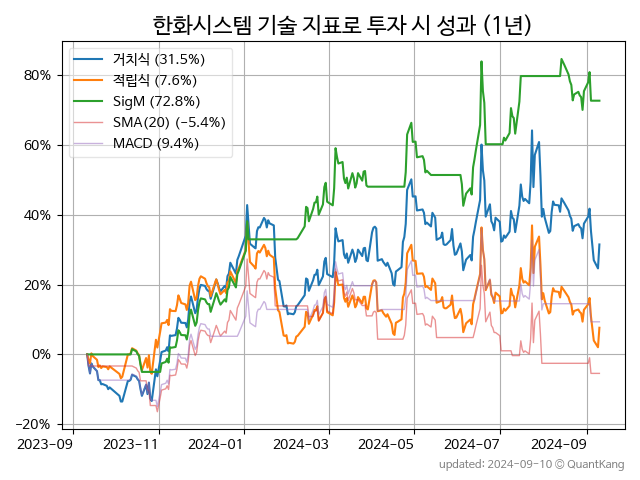 한화시스템 기술 지표로 투자 시 성과 (1년)
거치식 (31.5%)
적립식 (7.6%)
SigM (72.8%)
SMA(20) (−5.4%)
MACD (9.4%)
80%
60%
40%
20%
0%
−20%
2023-09 2023-11 2024-01 2024-03 2024-05 2024-07 2024-09
updated: 2024-09-10 © QuantKang